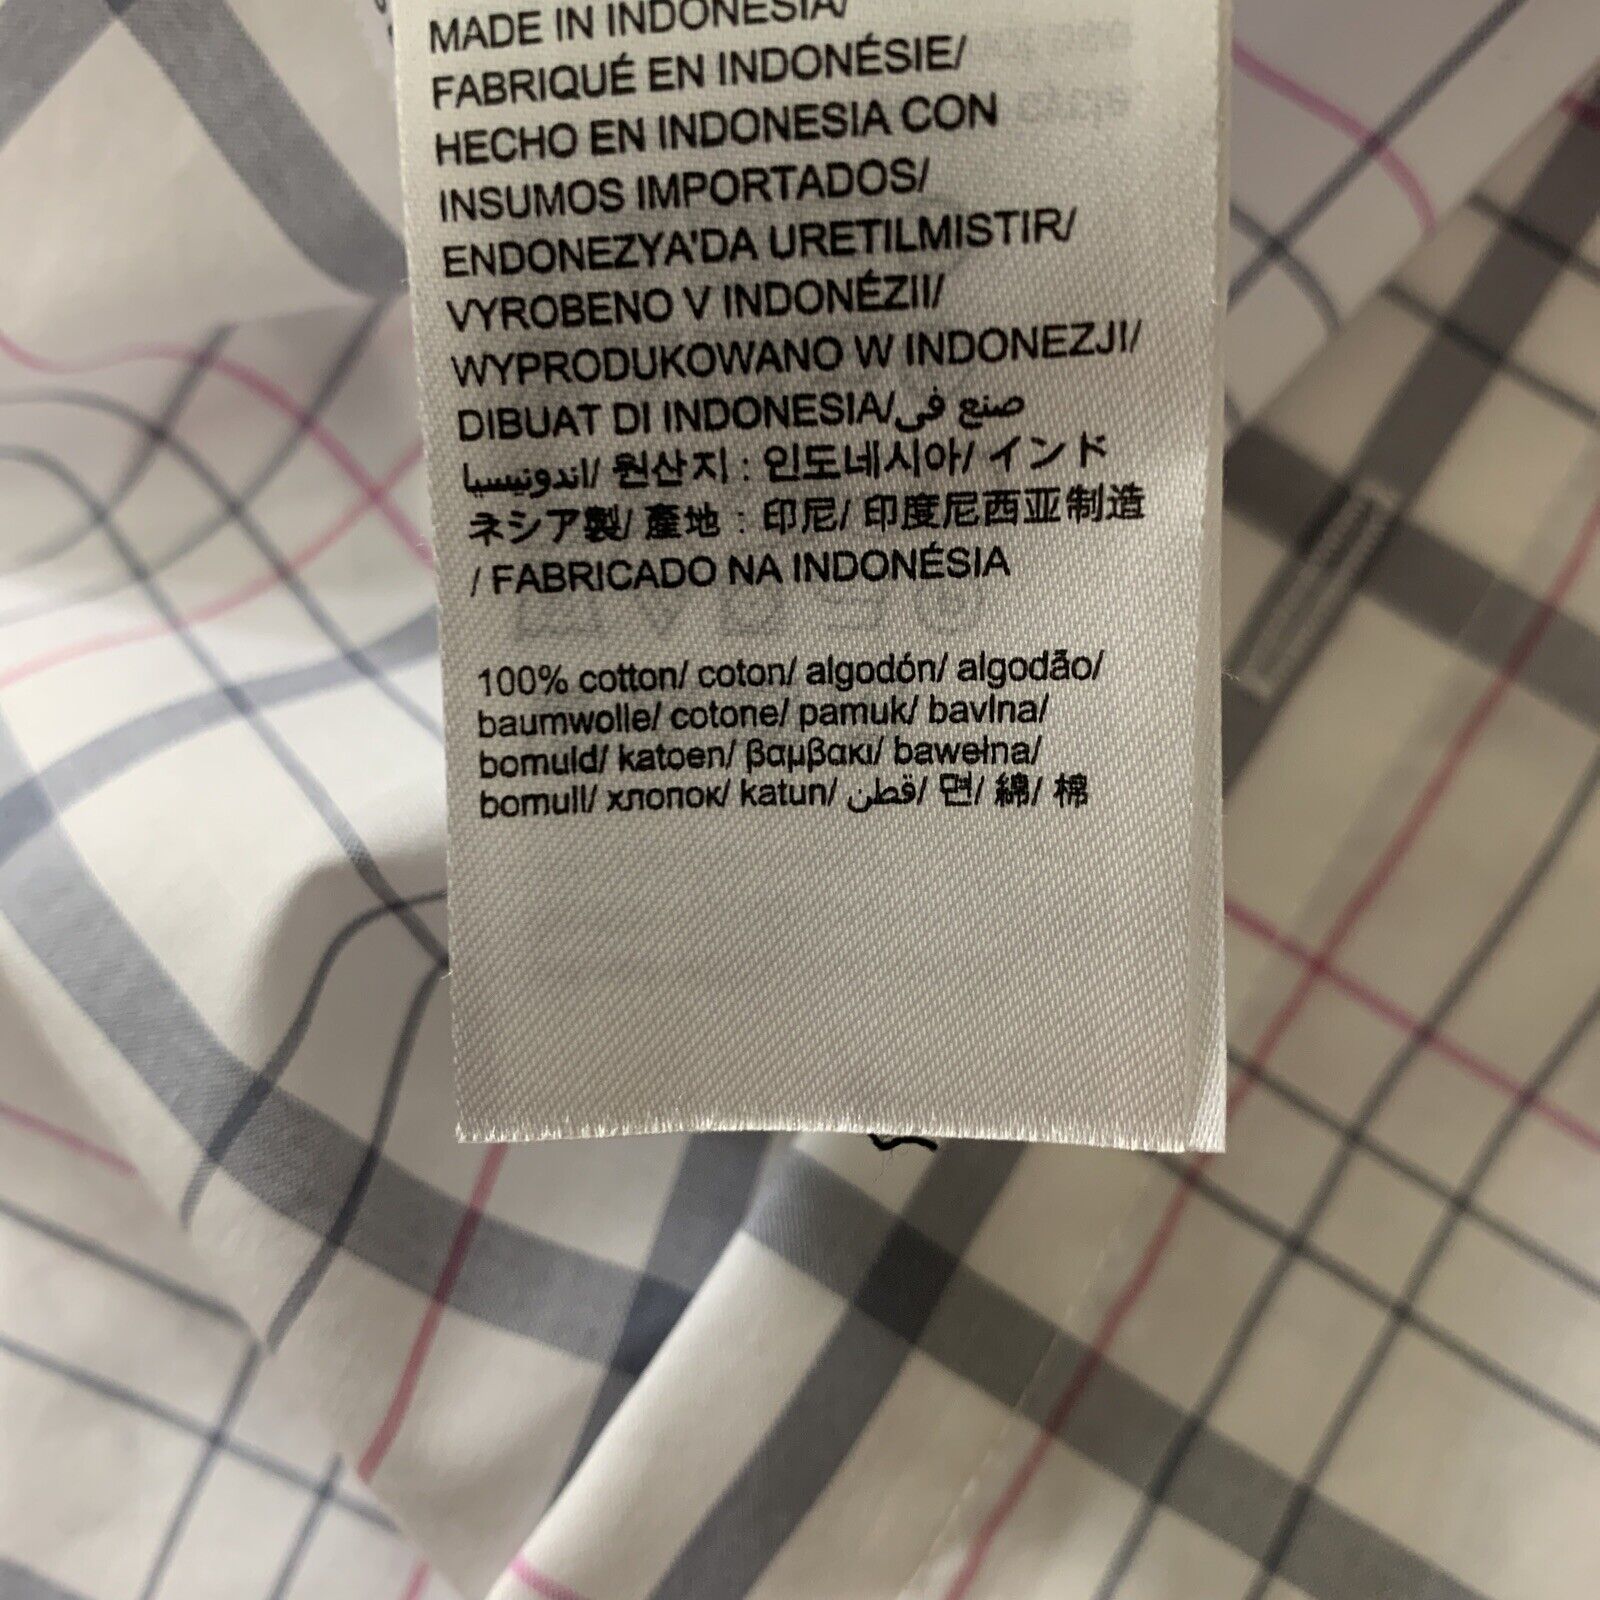 MADE IN INDONESIA/
FABRIQUÉ EN INDONÉSIE/
HECHO EN INDONESIA CON
INSUMOS IMPORTADOS/
ENDONEZYA'DA URETILMISTIR/
VYROBENO V INDONÉZII/
WYPRODUKOWANO W INDONEZJI/
DIBUAT DI INDONESIA/صنع في
اندونيسيا/ 원산지 : 인도네시아/ インド
ネシア製/ 產地 : 印尼/ 印度尼西亚制造
/ FABRICADO NA INDONÉSIA
100% cotton/ coton/ algodón/ algodão/
baumwolle/ cotone/ pamuk/ bavlna/
bomuld/ katoen/ βαμβακι/ bawełna/
bomull/ хлопок/ katun/ قطن/ 면/ 綿/ 棉